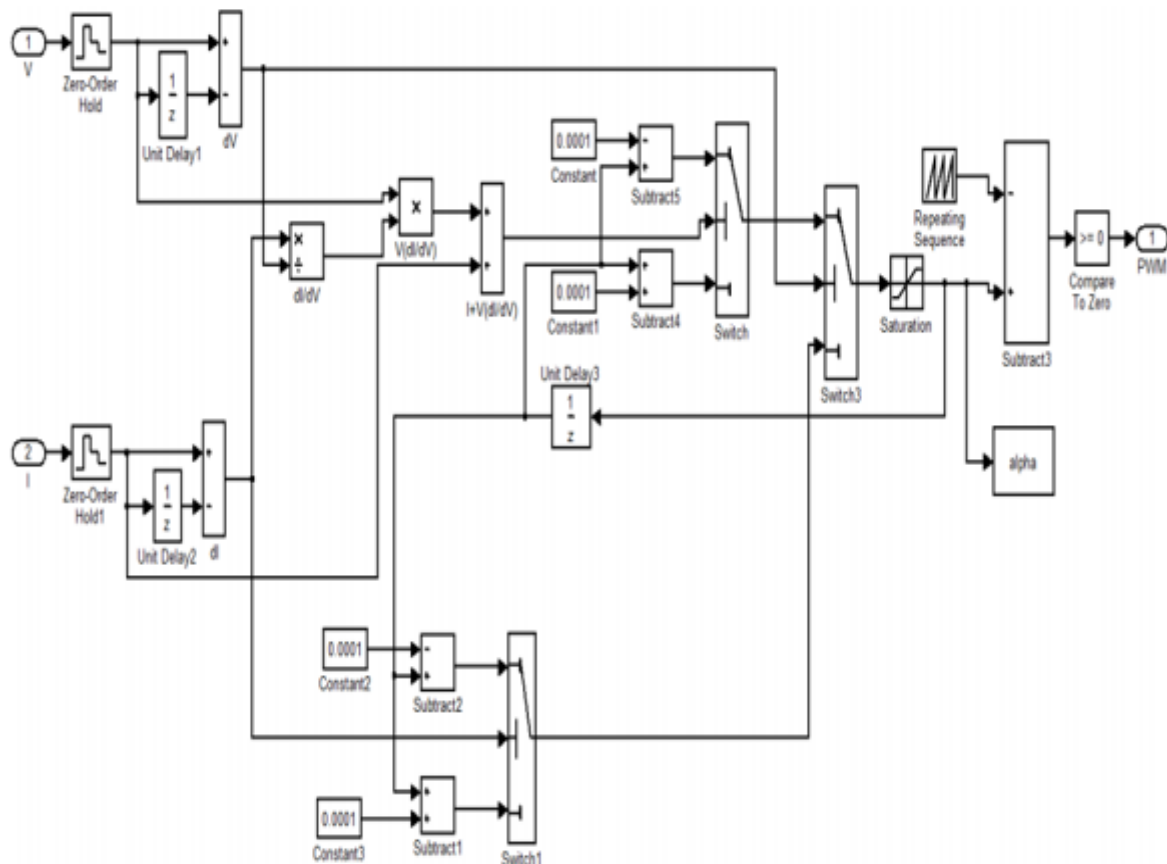 1
V
Zero-Order
Hold
1
z
Unit Delay1
+
-
dV
×
÷
dI/dV
×
V(dI/dV)
+
+
I+V(dI/dV)
0.0001
Constant
-
+
Subtract5
0.0001
Constant1
+
+
Subtract4
Switch
Switch3
Saturation
Repeating
Sequence
-
+
Subtract3
>= 0
Compare
To Zero
1
PWM
Unit Delay3
1
z
alpha
2
I
Zero-Order
Hold1
1
z
Unit Delay2
+
-
dI
0.0001
Constant2
-
+
Subtract2
0.0001
Constant3
+
+
Subtract1
Switch1